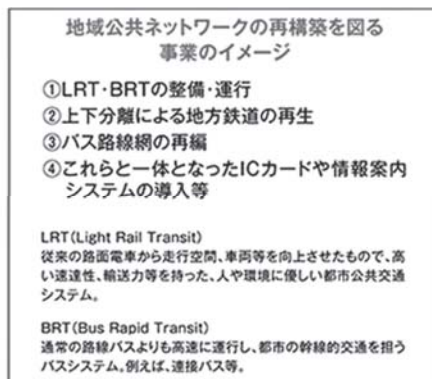 地域公共ネットワークの再構築を図る
事業のイメージ
①LRT・BRTの整備・運行
②上下分離による地方鉄道の再生
③バス路線網の再編
④これらと一体となったICカードや情報案内
システムの導入等
LRT(Light Rail Transit)
従来の路面電車から走行空間、車両等を向上させたもので、高
い速達性、輸送力等を持った、人や環境に優しい都市公共交通
システム。
BRT(Bus Rapid Transit)
通常の路線バスよりも高速に運行し、都市の幹線的交通を担う
バスシステム。例えば、連接バス等。